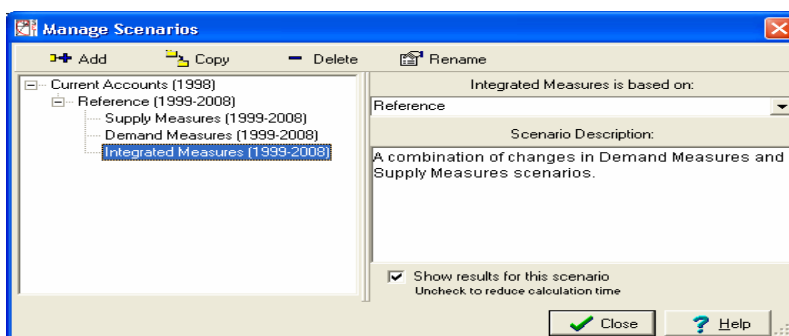 Manage Scenarios
Add Copy Delete Rename
Current Accounts (1998)
Reference (1999-2008)
Supply Measures (1999-2008)
Demand Measures (1999-2008)
Integrated Measures (1999-2008)
Integrated Measures is based on:
Reference
Scenario Description:
A combination of changes in Demand Measures and
Supply Measures scenarios.
Show results for this scenario
Uncheck to reduce calculation time
Close Help